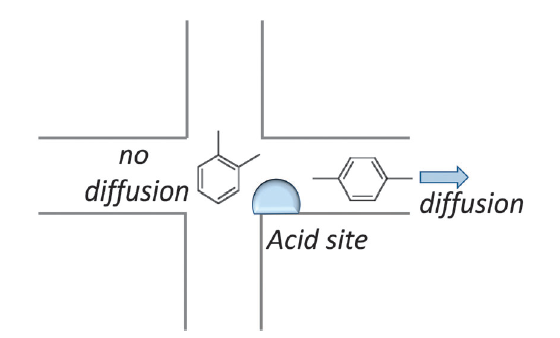 no
diffusion
diffusion
Acid site